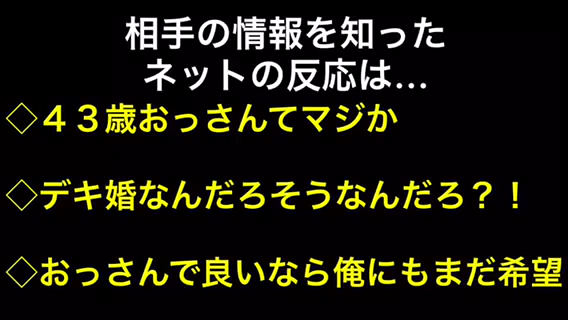 相手の情報を知った
ネットの反応は…
◇４３歳おっさんてマジか
◇デキ婚なんだろそうなんだろ？！
◇おっさんで良いなら俺にもまだ希望